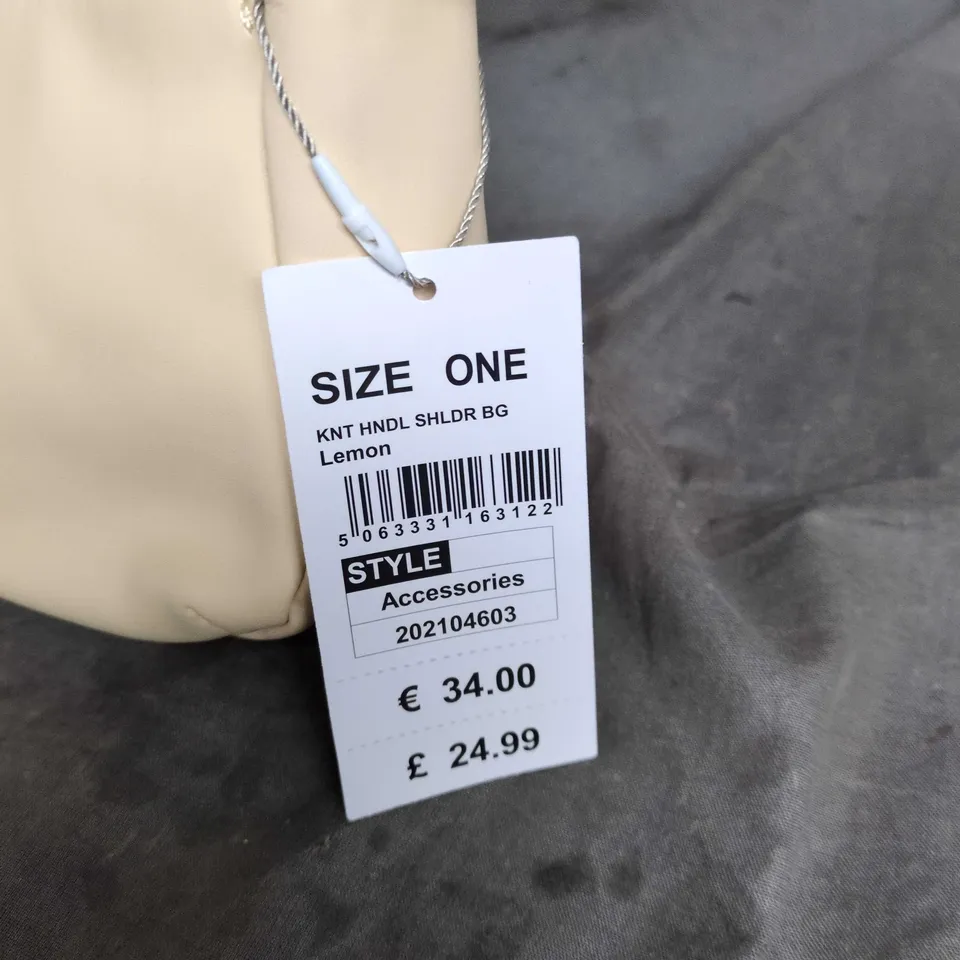 SIZE ONE
KNT HNDL SHLDR BG
Lemon
5 063331 163122
STYLE
Accessories
202104603
€ 34.00
£ 24.99